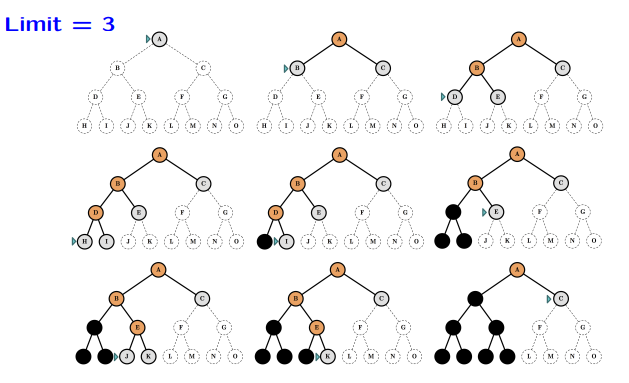 Limit = 3
A A A
B C B C B C
D E F G D E F G D E F G
H I J K L M N O H I J K L M N O H I J K L M N O
A A A
B C B C B C
D E F G D E F G E F G
H I J K L M N O I J K L M N O J K L M N O
A A A
B C B C C
E F G E F G F G
J K L M N O K L M N O L M N O